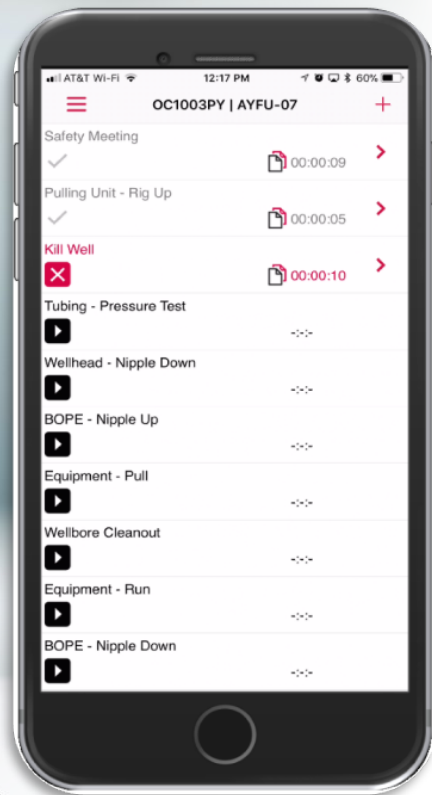 AT&T Wi-Fi 12:17 PM 60%
OC1003PY | AYFU-07 +
Safety Meeting
00:00:09
Pulling Unit - Rig Up
00:00:05
Kill Well
00:00:10
Tubing - Pressure Test
-:-:-
Wellhead - Nipple Down
-:-:-
BOPE - Nipple Up
-:-:-
Equipment - Pull
-:-:-
Wellbore Cleanout
-:-:-
Equipment - Run
-:-:-
BOPE - Nipple Down
-:-:-